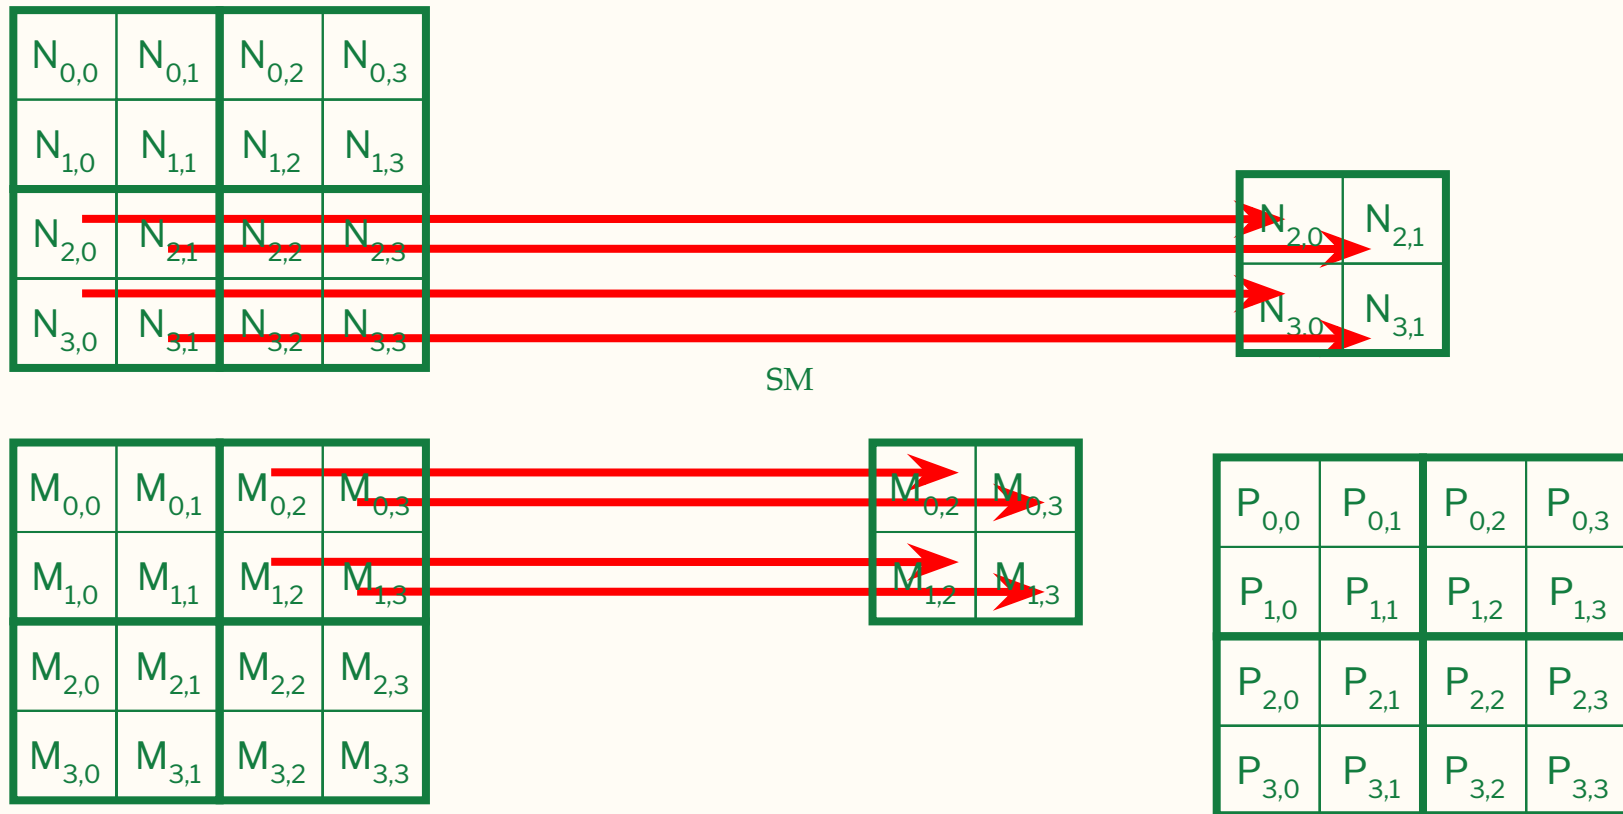 N0,0 N0,1 N0,2 N0,3
N1,0 N1,1 N1,2 N1,3
N2,0 N2,1 N2,2 N2,3
N3,0 N3,1 N3,2 N3,3
N2,0 N2,1
N3,0 N3,1
SM
M0,0 M0,1 M0,2 M0,3
M1,0 M1,1 M1,2 M1,3
M2,0 M2,1 M2,2 M2,3
M3,0 M3,1 M3,2 M3,3
M0,2 M0,3
M1,2 M1,3
P0,0 P0,1 P0,2 P0,3
P1,0 P1,1 P1,2 P1,3
P2,0 P2,1 P2,2 P2,3
P3,0 P3,1 P3,2 P3,3